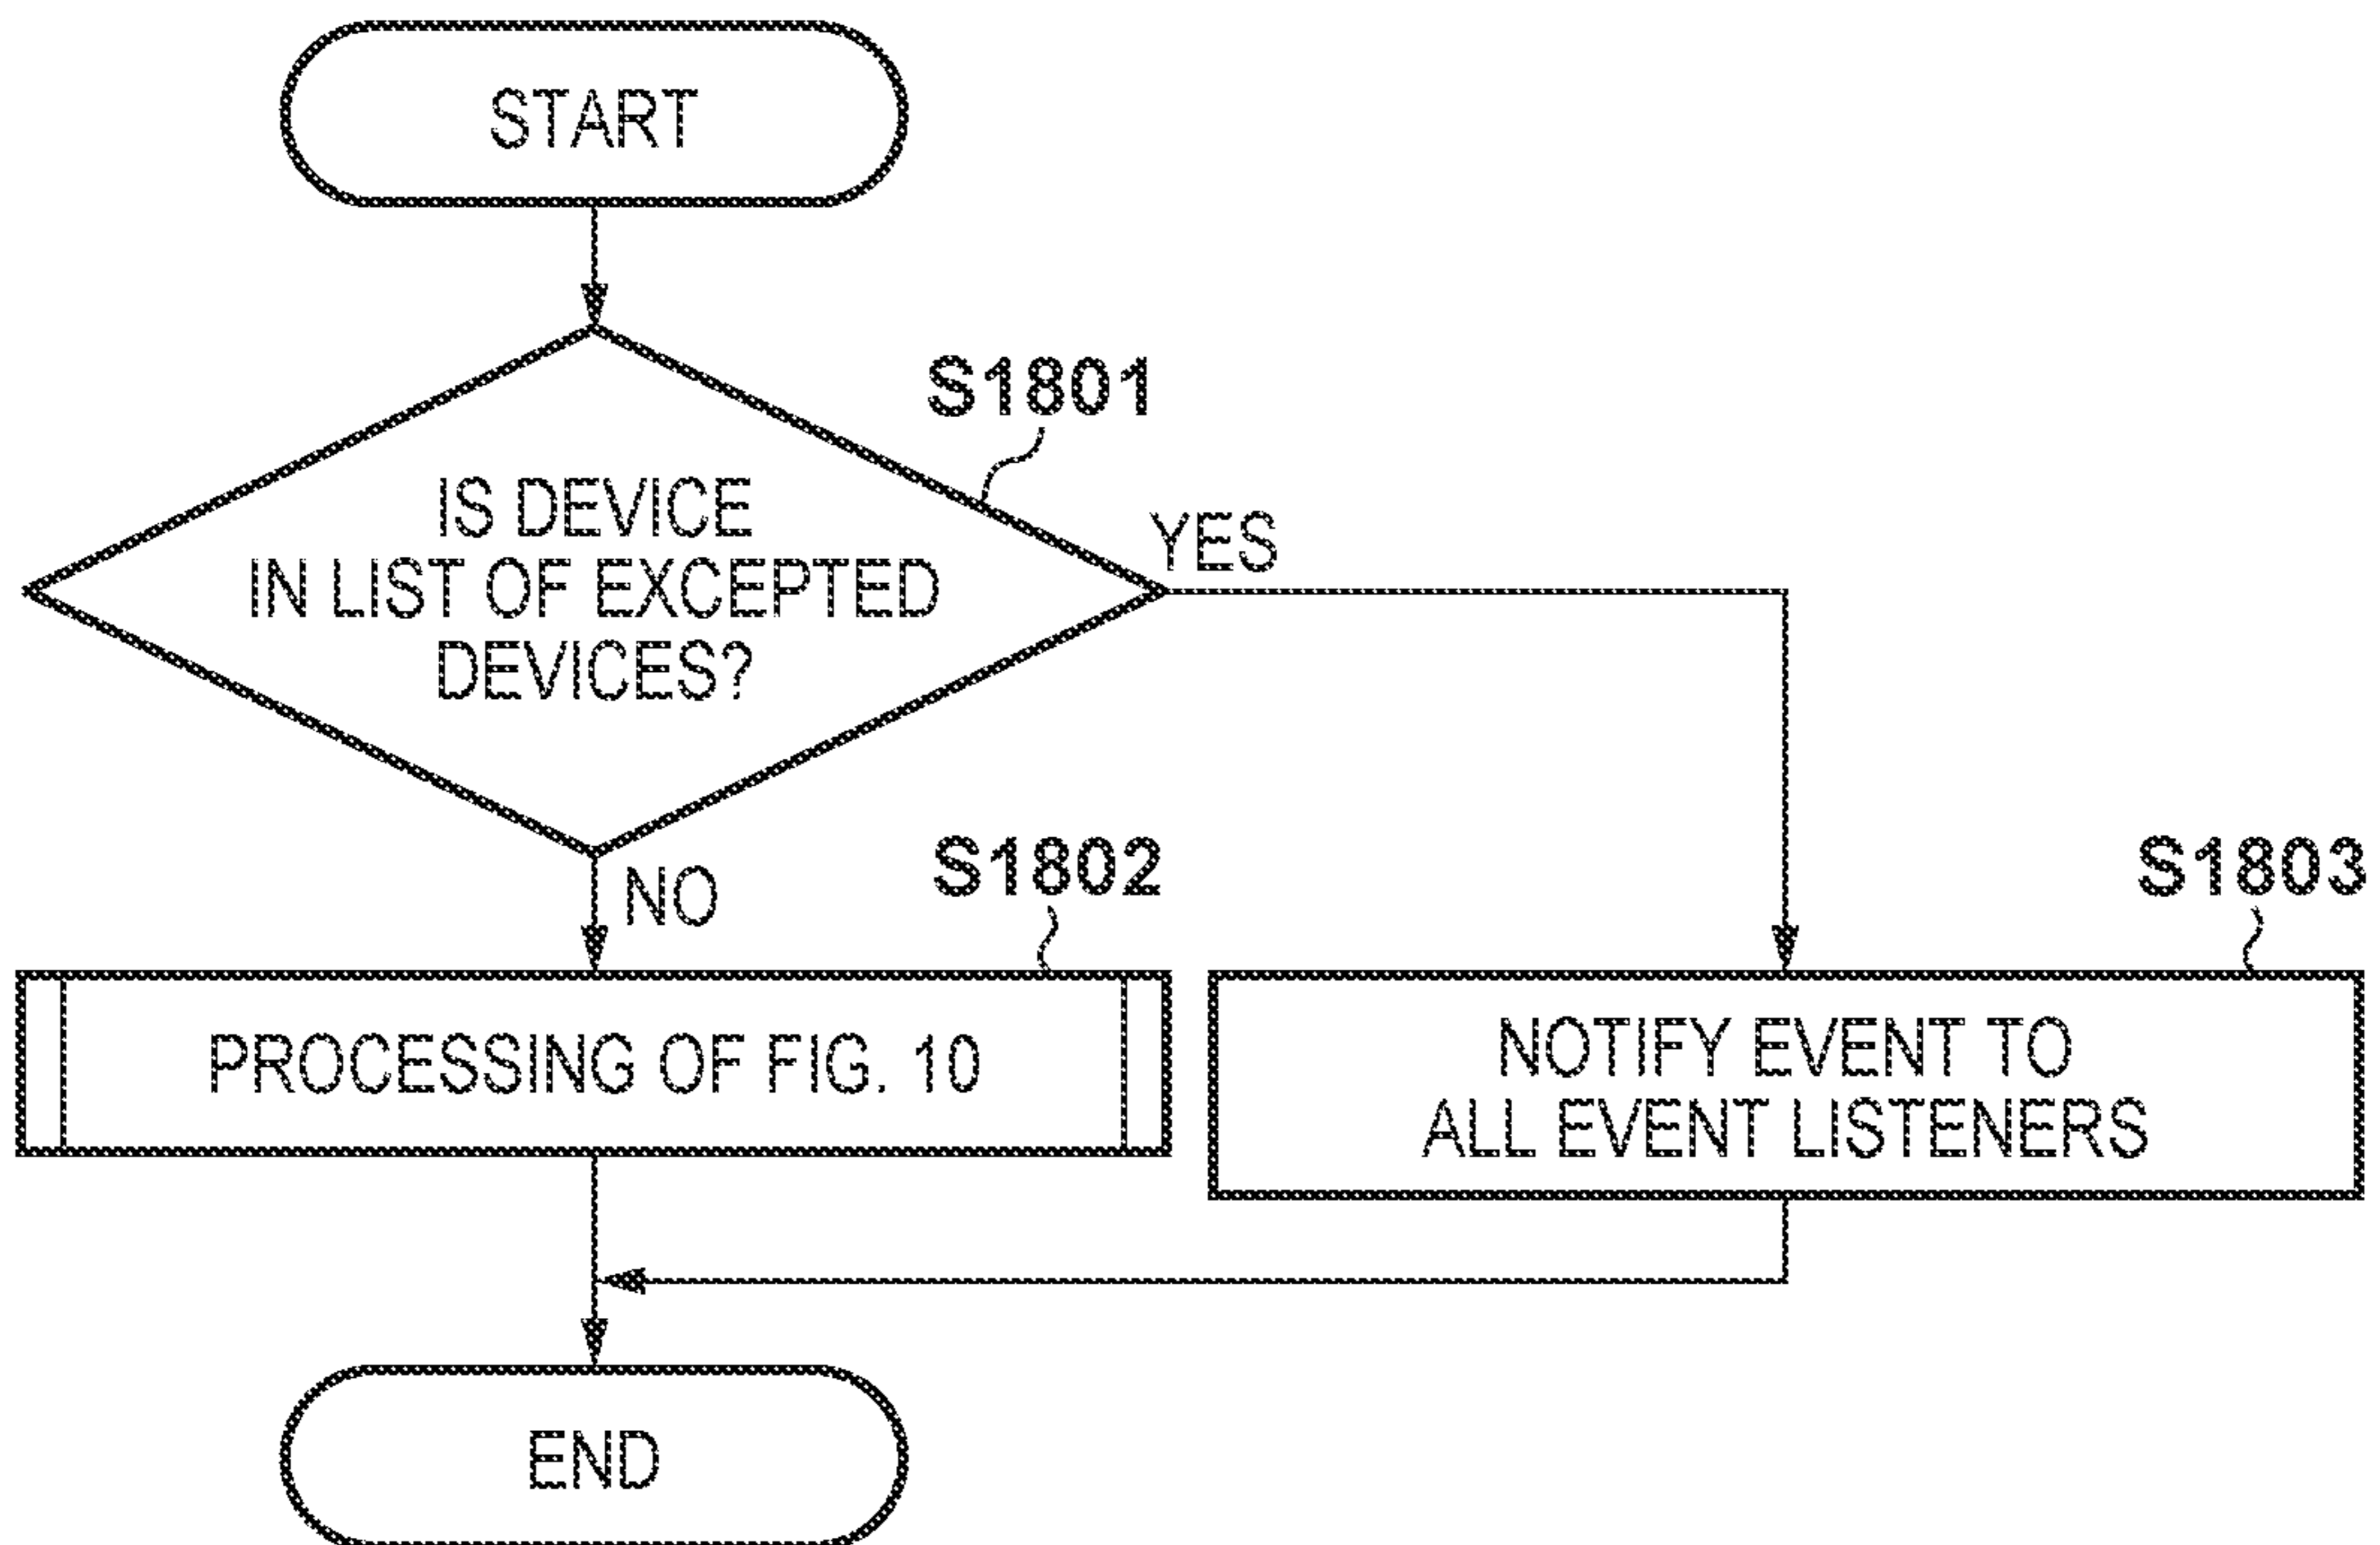 START
S1801
IS DEVICE
IN LIST OF EXCEPTED
DEVICES?
YES
NO
S1802
S1803
PROCESSING OF FIG. 10
NOTIFY EVENT TO
ALL EVENT LISTENERS
END